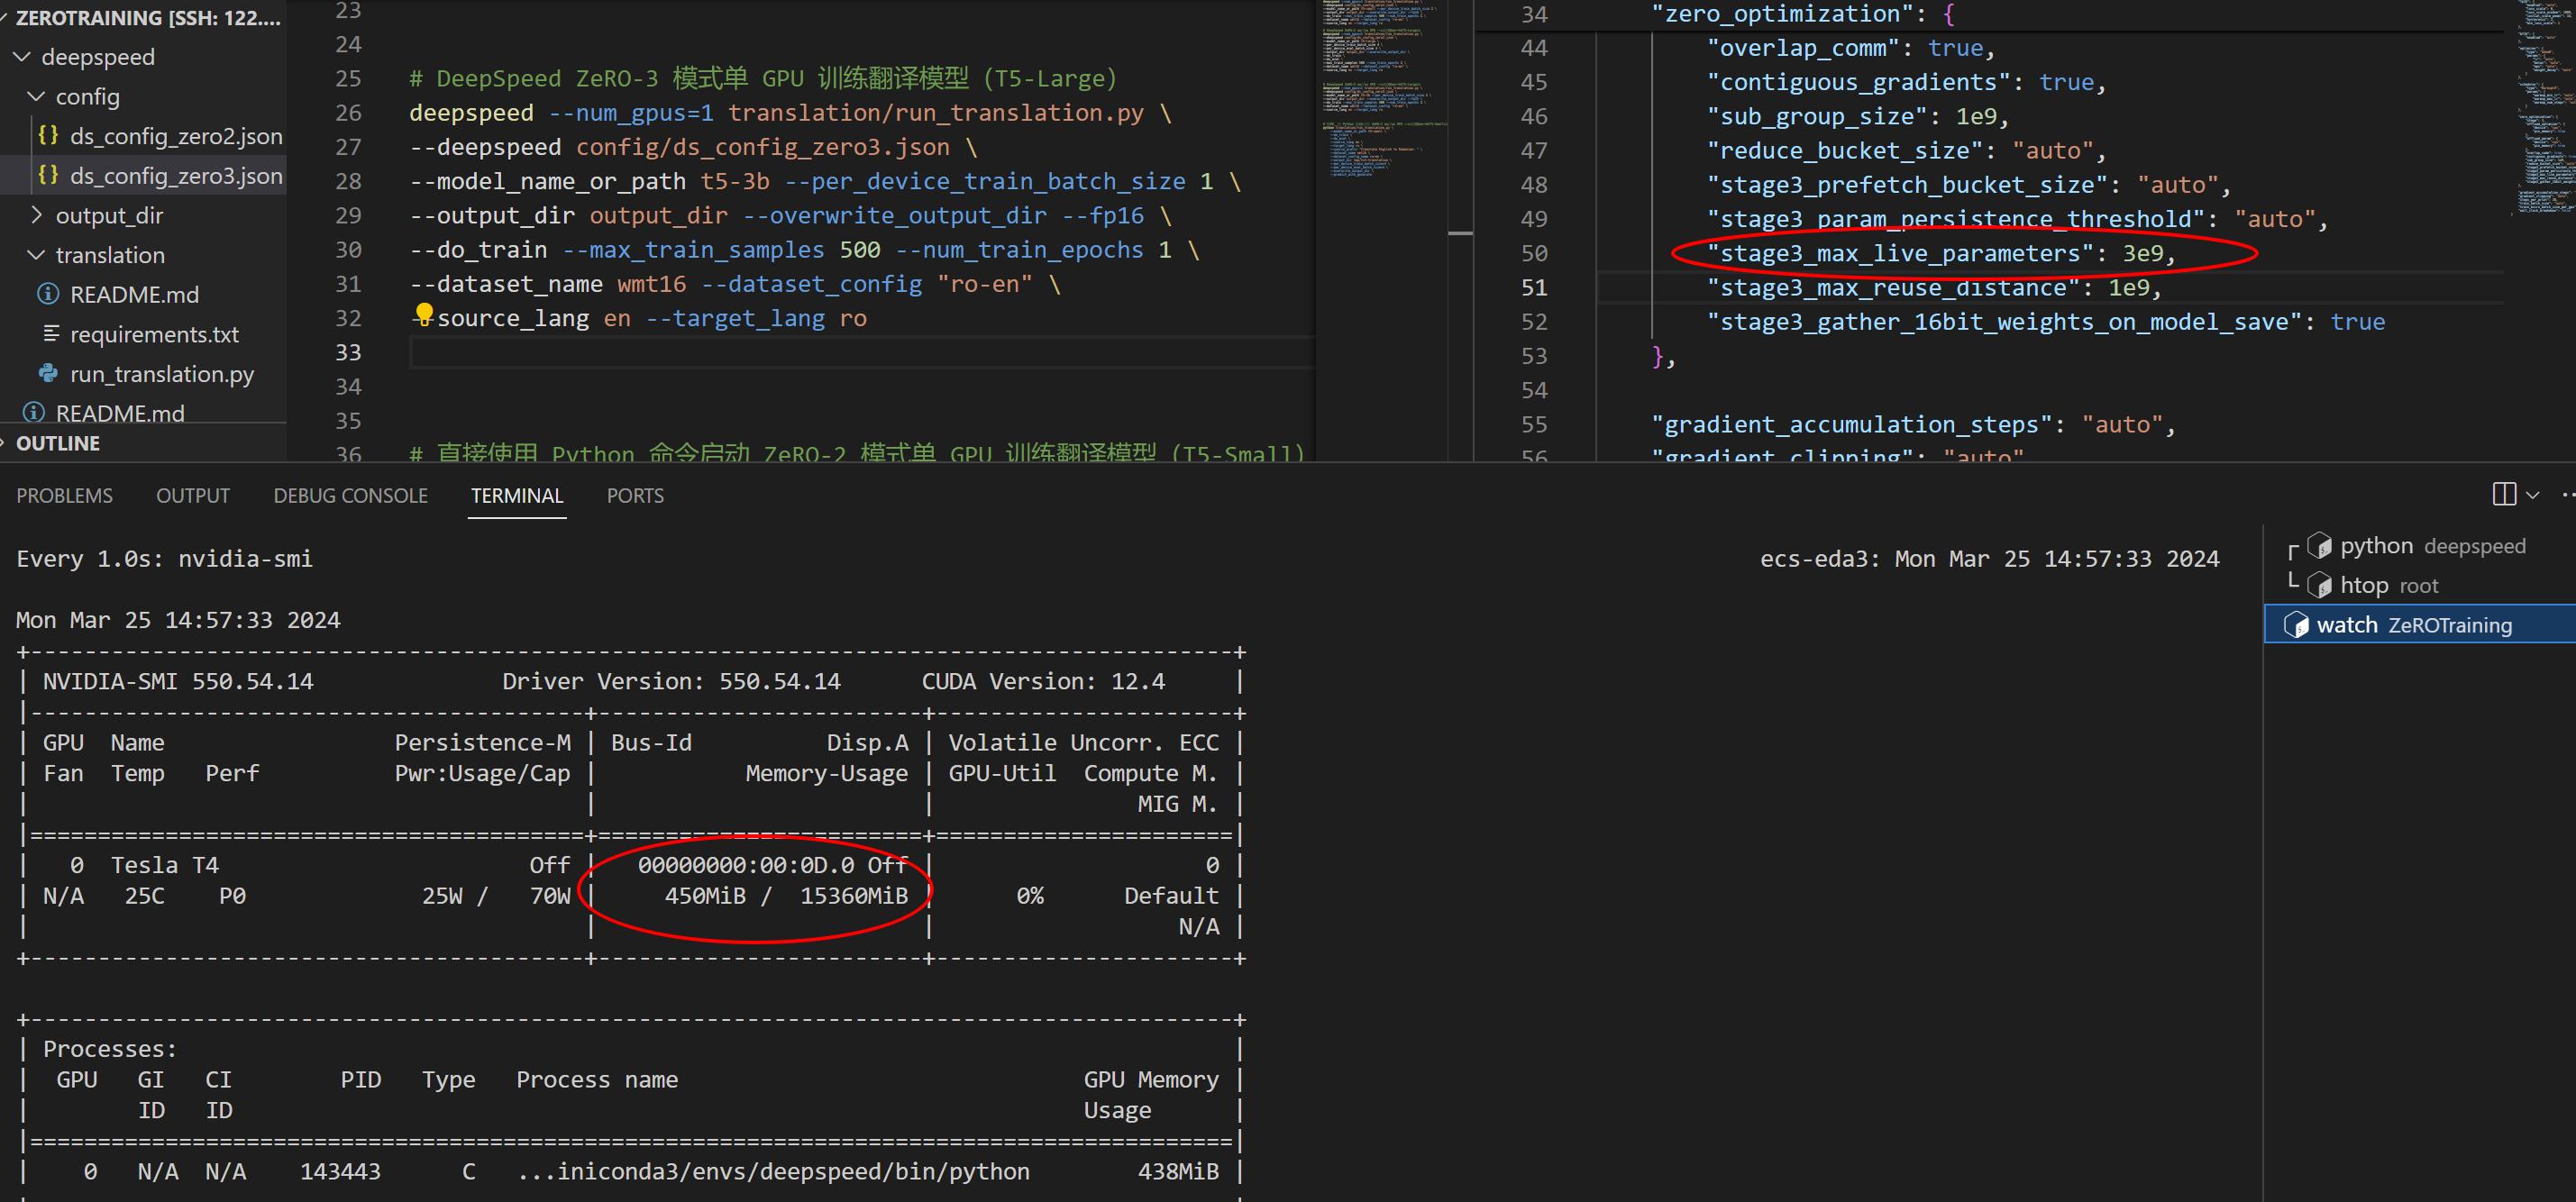 ZEROTRAINING [SSH: 122....
deepspeed
config
ds_config_zero2.json
ds_config_zero3.json
output_dir
translation
README.md
requirements.txt
run_translation.py
README.md
OUTLINE
23
24
25 # DeepSpeed ZeRO-3 模式单 GPU 训练翻译模型 (T5-Large)
26 deepspeed --num_gpus=1 translation/run_translation.py \
27 --deepspeed config/ds_config_zero3.json \
28 --model_name_or_path t5-3b --per_device_train_batch_size 1 \
29 --output_dir output_dir --overwrite_output_dir --fp16 \
30 --do_train --max_train_samples 500 --num_train_epochs 1 \
31 --dataset_name wmt16 --dataset_config "ro-en" \
32 --source_lang en --target_lang ro
33
34
35
36 # 直接使用 Python 命令启动 ZeRO-2 模式单 GPU 训练翻译模型 (T5-Small)
34 "zero_optimization": {
44 "overlap_comm": true,
45 "contiguous_gradients": true,
46 "sub_group_size": 1e9,
47 "reduce_bucket_size": "auto",
48 "stage3_prefetch_bucket_size": "auto",
49 "stage3_param_persistence_threshold": "auto",
50 "stage3_max_live_parameters": 3e9,
51 "stage3_max_reuse_distance": 1e9,
52 "stage3_gather_16bit_weights_on_model_save": true
53 },
54
55 "gradient_accumulation_steps": "auto",
56 "gradient_clipping": "auto"
PROBLEMS OUTPUT DEBUG CONSOLE TERMINAL PORTS
Every 1.0s: nvidia-smi ecs-eda3: Mon Mar 25 14:57:33 2024
Mon Mar 25 14:57:33 2024
+-----------------------------------------------------------------------------------------+
| NVIDIA-SMI 550.54.14 Driver Version: 550.54.14 CUDA Version: 12.4 |
|-----------------------------------------+------------------------+----------------------+
| GPU Name Persistence-M | Bus-Id Disp.A | Volatile Uncorr. ECC |
| Fan Temp Perf Pwr:Usage/Cap | Memory-Usage | GPU-Util Compute M. |
| | | MIG M. |
|=========================================+========================+======================|
| 0 Tesla T4 Off | 00000000:00:0D.0 Off | 0 |
| N/A 25C P0 25W / 70W | 450MiB / 15360MiB | 0% Default |
| | | N/A |
+-----------------------------------------+------------------------+----------------------+
+-----------------------------------------------------------------------------------------+
| Processes: |
| GPU GI CI PID Type Process name GPU Memory |
| ID ID Usage |
|=========================================================================================|
| 0 N/A N/A 143443 C ...iniconda3/envs/deepspeed/bin/python 438MiB |
python deepspeed
htop root
watch ZeROTraining